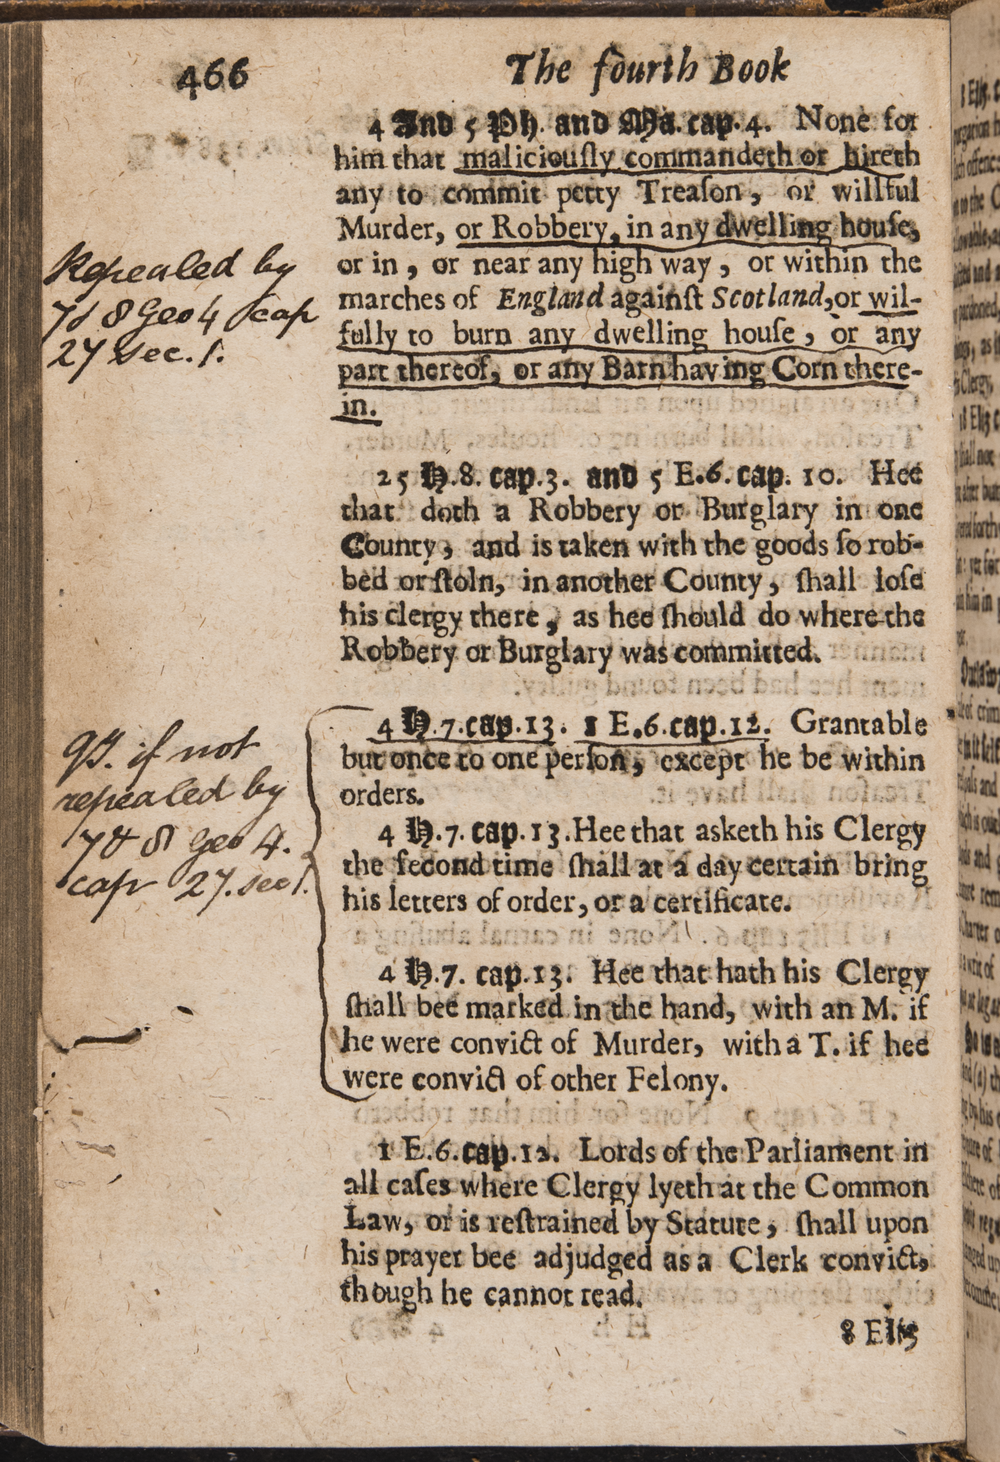 466
The fourth Book
4 And 5 Ph. and Ma. cap. 4. None for
him that maliciouſly commandeth or hireth
any to commit petty Treaſon, or willful
Murder, or Robbery, in any dwelling houſe,
or in, or near any high way, or within the
marches of England againſt Scotland, or wil-
fully to burn any dwelling houſe, or any
part thereof, or any Barn having Corn there-
in.
Repealed by
7 & 8 Geo 4 cap
27 sec. 1.
25 H. 8. cap. 3. and 5 E. 6. cap. 10. Hee
that doth a Robbery or Burglary in one
County, and is taken with the goods ſo rob-
bed or ſtoln, in another County, ſhall loſe
his clergy there, as hee ſhould do where the
Robbery or Burglary was committed.
4 H. 7. cap. 13. 1 E. 6. cap. 12. Grantable
but once to one perſon, except he be within
orders.
4 H. 7. cap. 13. Hee that asketh his Clergy
the ſecond time ſhall at a day certain bring
his letters of order, or a certificate.
4 H. 7. cap. 13. Hee that hath his Clergy
ſhall bee marked in the hand, with an M. if
he were convict of Murder, with a T. if hee
were convict of other Felony.
if not
repealed by
7 & 8 Geo 4.
cap 27. sec 1.
1 E. 6. cap. 12. Lords of the Parliament in
all caſes where Clergy lyeth at the Common
Law, or is reſtrained by Statute, ſhall upon
his prayer bee adjudged as a Clerk convict,
though he cannot read.
8 Eliz